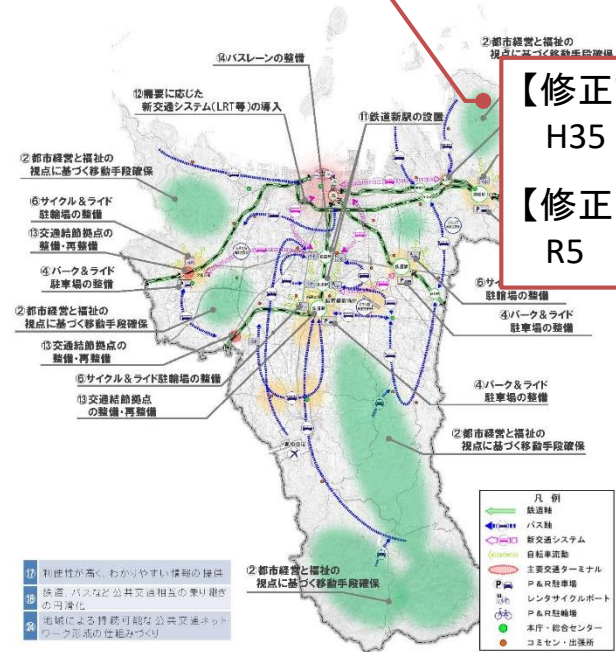 ⑭バスレーンの整備
②都市経営と福祉の
視点に基づく移動手段確保
【修正
H35
【修正
R5
⑫需要に応じた
新交通システム(LRT等)の導入
⑪鉄道新駅の設置
②都市経営と福祉の
視点に基づく移動手段確保
⑥サイクル&ライド
駐輪場の整備
⑬交通結節拠点の
整備・再整備
④パーク&ライド
駐車場の整備
②都市経営と福祉の
視点に基づく移動手段確保
⑬交通結節拠点の
整備・再整備
⑥サイクル&ライド駐輪場の整備
⑬交通結節拠点
の整備・再整備
⑥サイ
駐輪場の整備
④パーク&ライド
駐車場の整備
④パーク&ライド
駐車場の整備
②都市経営と福祉の
視点に基づく移動手段確保
②都市経営と福祉の
視点に基づく移動手段確保
⑰ 利便性が高く、わかりやすい情報の提供
鉄道、バスなど公共交通相互の乗り継ぎ
の円滑化
地域による持続可能な公共交通ネット
ワーク形成の仕組みづくり
凡 例
鉄道軸
バス軸
新交通システム
自転車流動
主要交通ターミナル
P&R駐車場
レンタサイクルポート
P&R駐輪場
本庁・総合センター
コミセン・出張所